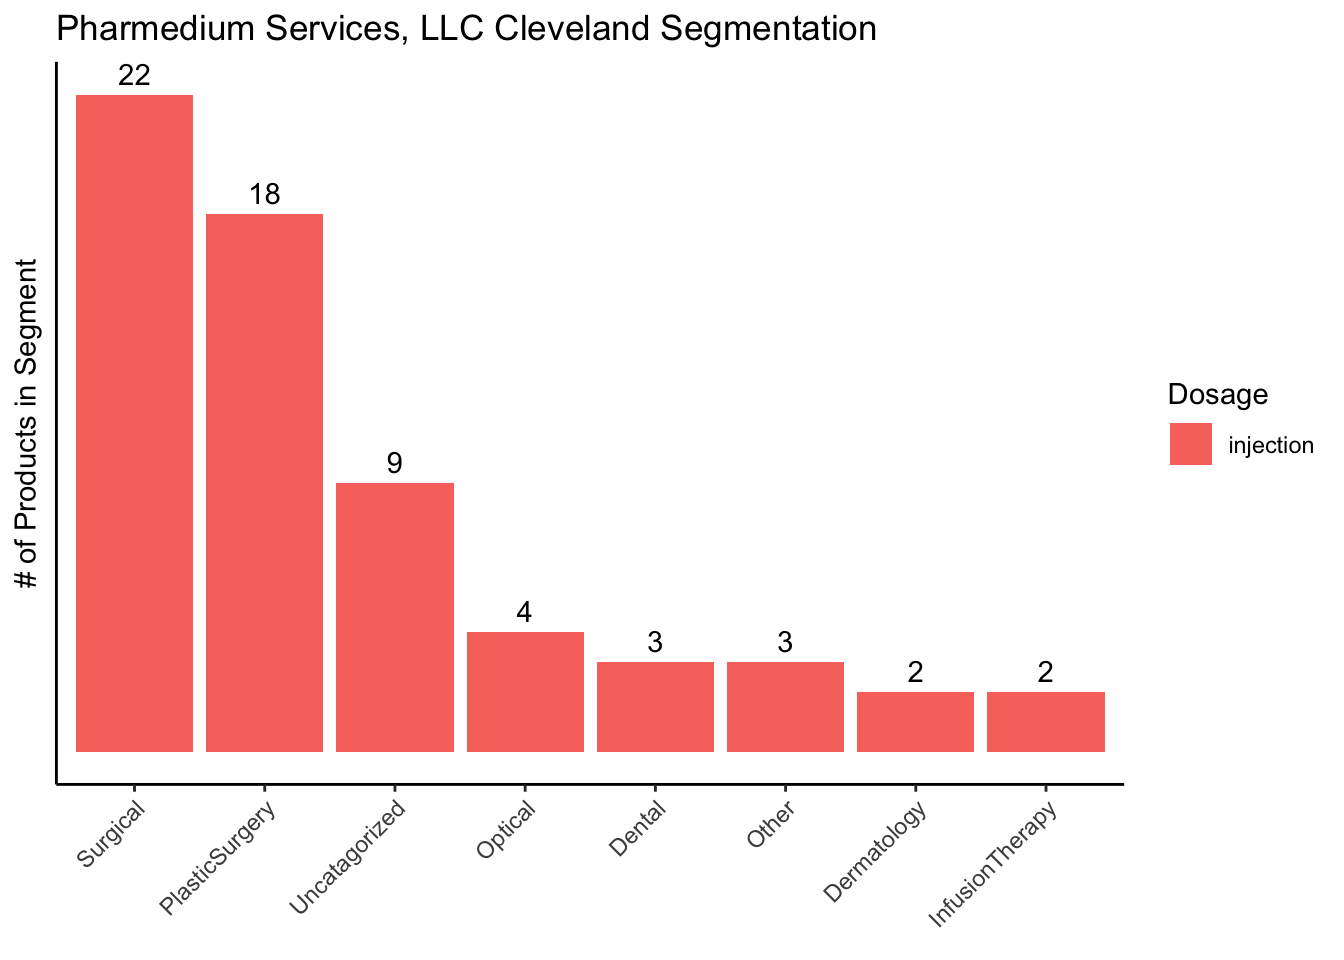 Pharmedium Services, LLC Cleveland Segmentation
# of Products in Segment
22
18
9
4
3
3
2
2
Surgical
PlasticSurgery
Uncatagorized
Optical
Dental
Other
Dermatology
InfusionTherapy
Dosage
injection